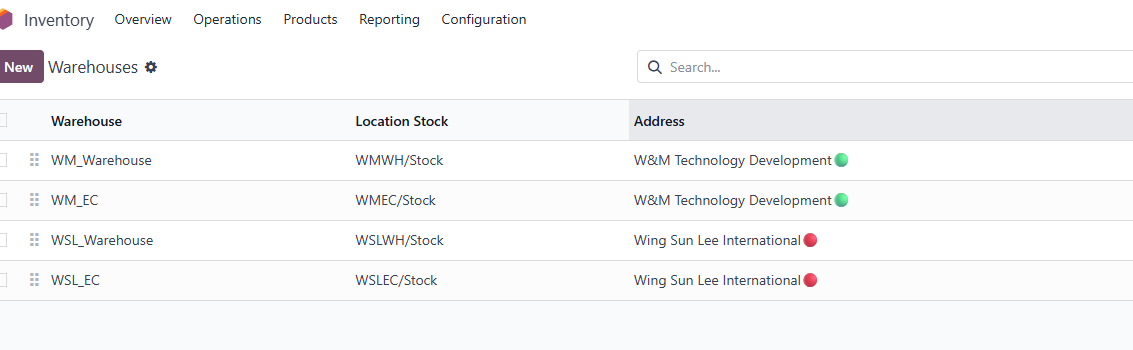 Inventory Overview Operations Products Reporting Configuration
New Warehouses Search...
Warehouse Location Stock Address
WM_Warehouse WMWH/Stock W&M Technology Development
WM_EC WMEC/Stock W&M Technology Development
WSL_Warehouse WSLWH/Stock Wing Sun Lee International
WSL_EC WSLEC/Stock Wing Sun Lee International